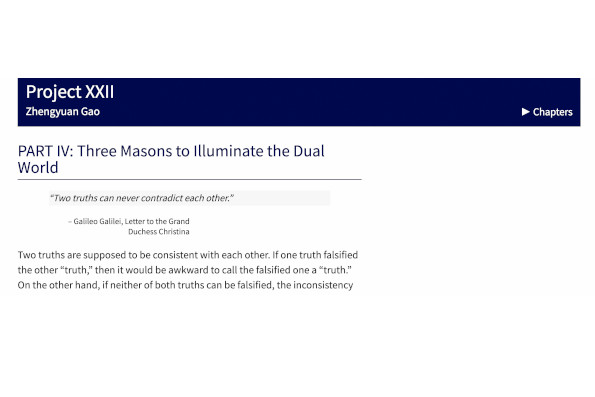 Project XXII
Zhengyuan Gao
▶ Chapters
PART IV: Three Masons to Illuminate the Dual
World
“Two truths can never contradict each other.”
– Galileo Galilei, Letter to the Grand
Duchess Christina
Two truths are supposed to be consistent with each other. If one truth falsified
the other “truth,” then it would be awkward to call the falsified one a “truth.”
On the other hand, if neither of both truths can be falsified, the inconsistency